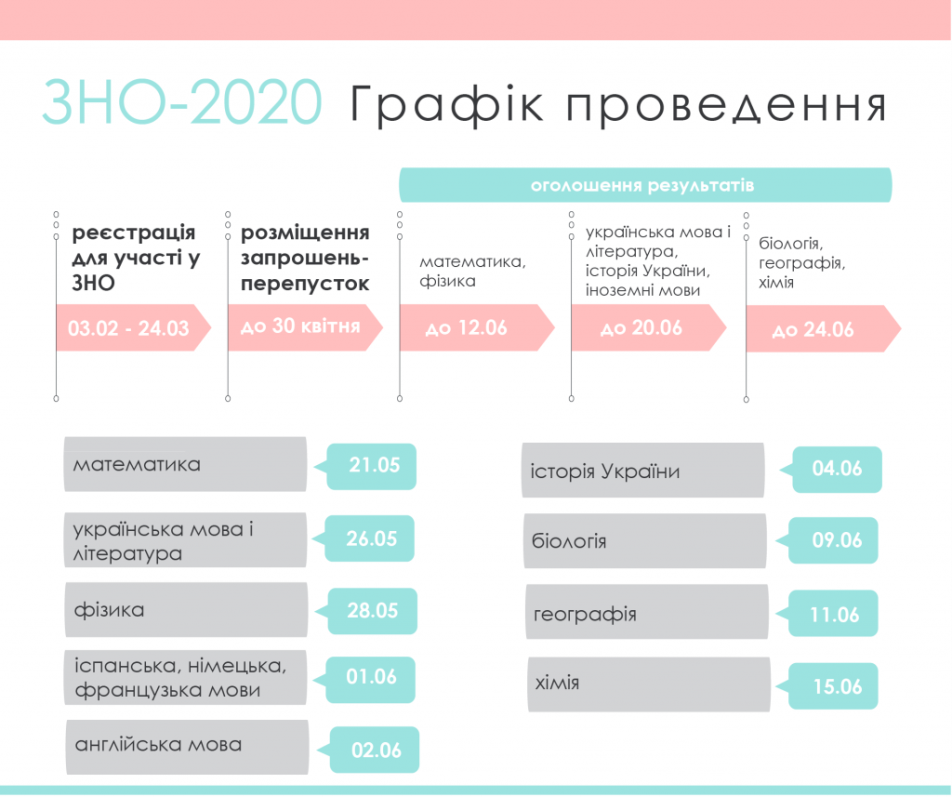 ЗНО-2020 Графік проведення
оголошення результатів
реєстрація
для участі у
ЗНО
03.02 - 24.03
розміщення
запрошень-
перепусток
до 30 квітня
математика,
фізика
до 12.06
українська мова і
література,
історія України,
іноземні мови
до 20.06
біологія,
географія,
хімія
до 24.06
математика
21.05
українська мова і
література
26.05
фізика
28.05
іспанська, німецька,
французька мови
01.06
англійська мова
02.06
історія України
04.06
біологія
09.06
географія
11.06
хімія
15.06